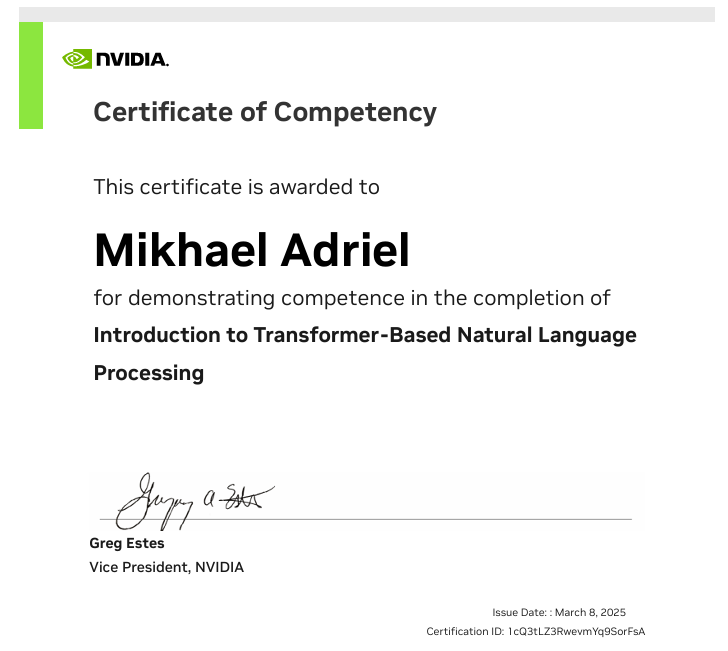 NVIDIA.
Certificate of Competency
This certificate is awarded to
Mikhael Adriel
for demonstrating competence in the completion of
Introduction to Transformer-Based Natural Language
Processing
Gregory A Estes
Greg Estes
Vice President, NVIDIA
Issue Date: : March 8, 2025
Certification ID: 1cQ3tLZ3RwevmYq9SorFsA